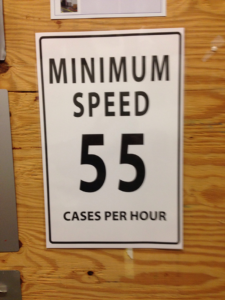 MINIMUM
SPEED
55
CASES PER HOUR